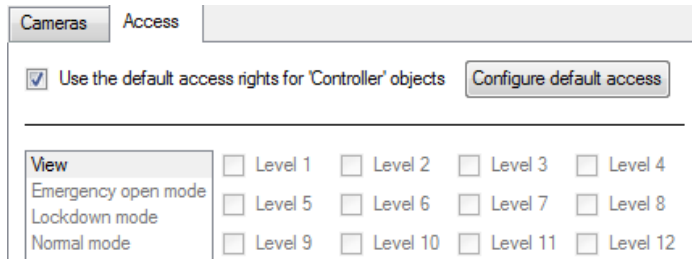 Cameras Access
Use the default access rights for 'Controller' objects Configure default access
View Level 1 Level 2 Level 3 Level 4
Emergency open mode
Lockdown mode Level 5 Level 6 Level 7 Level 8
Normal mode Level 9 Level 10 Level 11 Level 12